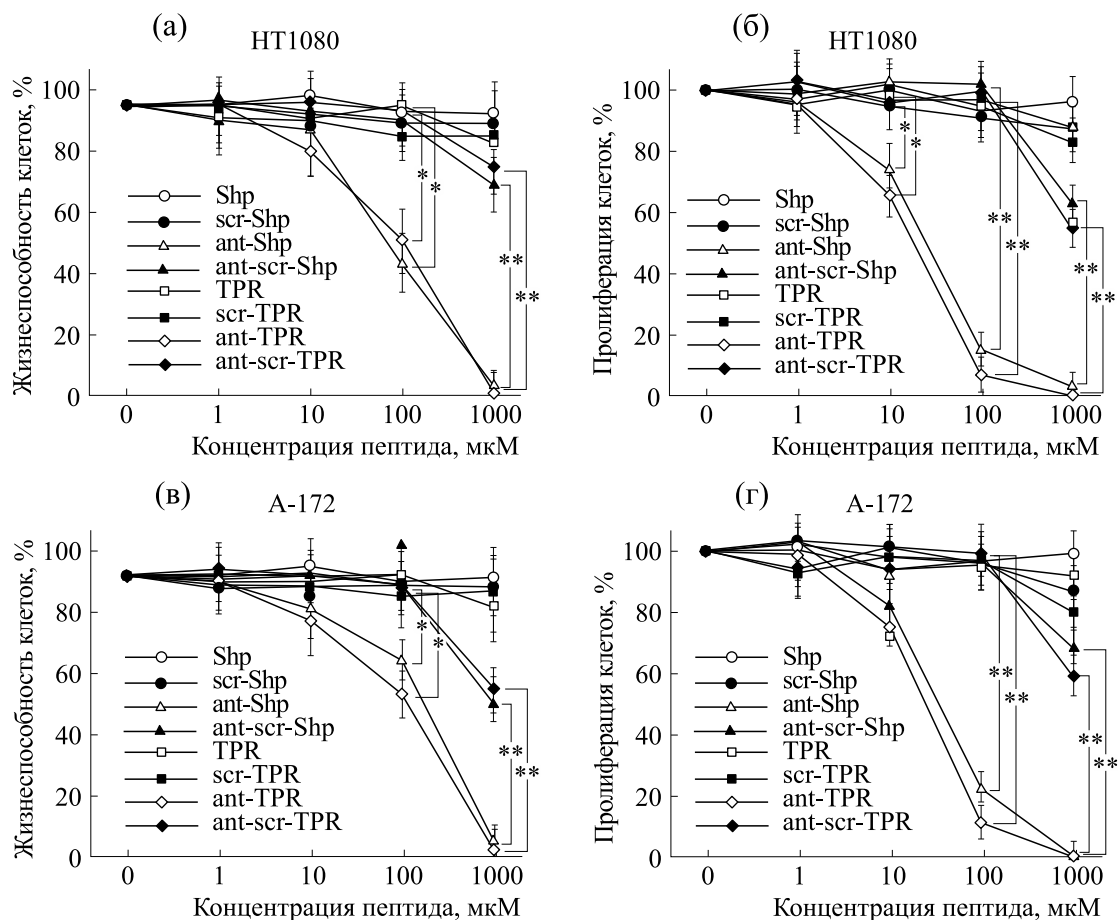 (а)
HT1080
Жизнеспособность клеток, %
100
80
60
40
20
0
Shp
scr-Shp
ant-Shp
ant-scr-Shp
TPR
scr-TPR
ant-TPR
ant-scr-TPR
*
*
**
**
0 1 10 100 1000
Концентрация пептида, мкМ
(б)
HT1080
Пролиферация клеток, %
100
80
60
40
20
0
Shp
scr-Shp
ant-Shp
ant-scr-Shp
TPR
scr-TPR
ant-TPR
ant-scr-TPR
*
*
**
**
**
**
0 1 10 100 1000
Концентрация пептида, мкМ
(в)
A-172
Жизнеспособность клеток, %
100
80
60
40
20
0
Shp
scr-Shp
ant-Shp
ant-scr-Shp
TPR
scr-TPR
ant-TPR
ant-scr-TPR
*
*
**
**
0 1 10 100 1000
Концентрация пептида, мкМ
(г)
A-172
Пролиферация клеток, %
100
80
60
40
20
0
Shp
scr-Shp
ant-Shp
ant-scr-Shp
TPR
scr-TPR
ant-TPR
ant-scr-TPR
**
**
**
**
0 1 10 100 1000
Концентрация пептида, мкМ